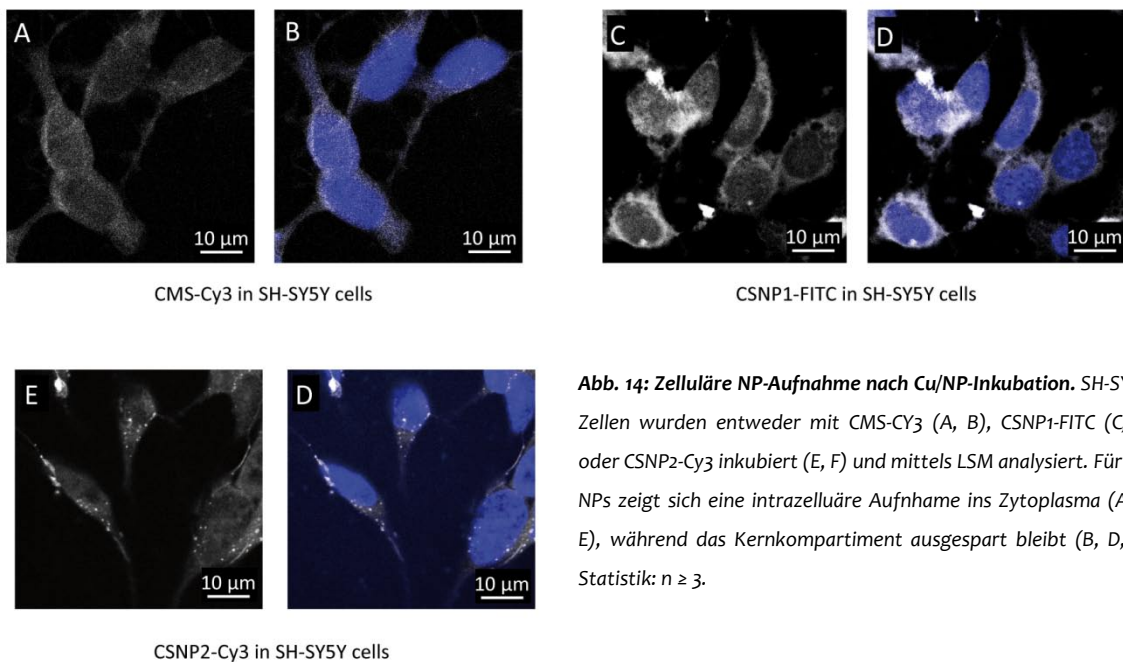 A
B
C
D
10 µm
10 µm
10 µm
10 µm
CMS-Cy3 in SH-SY5Y cells
CSNP1-FITC in SH-SY5Y cells
E
D
10 µm
10 µm
CSNP2-Cy3 in SH-SY5Y cells
Abb. 14: Zelluläre NP-Aufnahme nach Cu/NP-Inkubation. SH-SY
Zellen wurden entweder mit CMS-CY3 (A, B), CSNP1-FITC (C,
oder CSNP2-Cy3 inkubiert (E, F) und mittels LSM analysiert. Für
NPs zeigt sich eine intrazelluäre Aufnhame ins Zytoplasma (A
E), während das Kernkompartiment ausgespart bleibt (B, D,
Statistik: n ≥ 3.